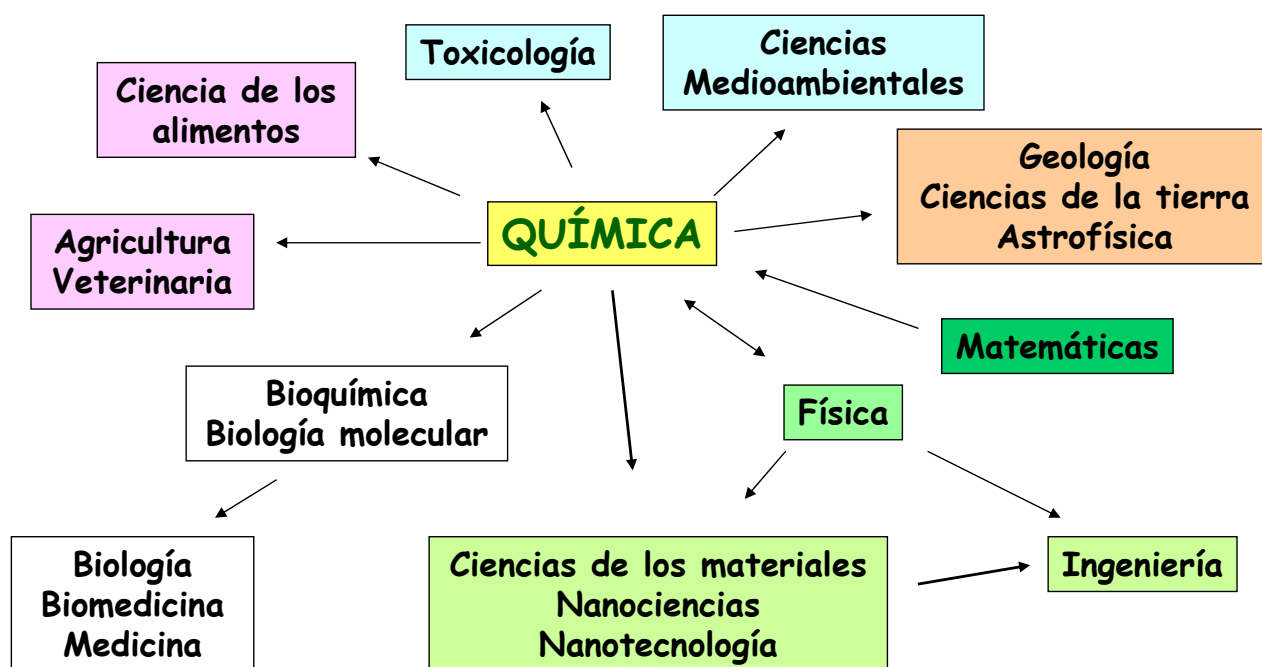 Toxicología
Ciencias
Medioambientales
Ciencia de los
alimentos
Geología
Ciencias de la tierra
Astrofísica
QUÍMICA
Agricultura
Veterinaria
Matemáticas
Bioquímica
Biología molecular
Física
Biología
Biomedicina
Medicina
Ciencias de los materiales
Nanociencias
Nanotecnología
Ingeniería